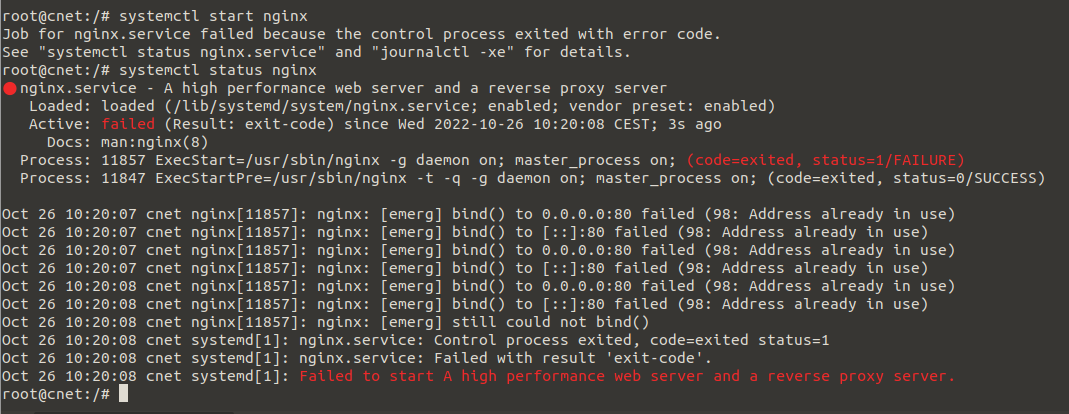 root@cnet:/# systemctl start nginx
Job for nginx.service failed because the control process exited with error code.
See "systemctl status nginx.service" and "journalctl -xe" for details.
root@cnet:/# systemctl status nginx
● nginx.service - A high performance web server and a reverse proxy server
Loaded: loaded (/lib/systemd/system/nginx.service; enabled; vendor preset: enabled)
Active: failed (Result: exit-code) since Wed 2022-10-26 10:20:08 CEST; 3s ago
Docs: man:nginx(8)
Process: 11857 ExecStart=/usr/sbin/nginx -g daemon on; master_process on; (code=exited, status=1/FAILURE)
Process: 11847 ExecStartPre=/usr/sbin/nginx -t -q -g daemon on; master_process on; (code=exited, status=0/SUCCESS)
Oct 26 10:20:07 cnet nginx[11857]: nginx: [emerg] bind() to 0.0.0.0:80 failed (98: Address already in use)
Oct 26 10:20:07 cnet nginx[11857]: nginx: [emerg] bind() to [::]:80 failed (98: Address already in use)
Oct 26 10:20:07 cnet nginx[11857]: nginx: [emerg] bind() to 0.0.0.0:80 failed (98: Address already in use)
Oct 26 10:20:07 cnet nginx[11857]: nginx: [emerg] bind() to [::]:80 failed (98: Address already in use)
Oct 26 10:20:08 cnet nginx[11857]: nginx: [emerg] bind() to 0.0.0.0:80 failed (98: Address already in use)
Oct 26 10:20:08 cnet nginx[11857]: nginx: [emerg] bind() to [::]:80 failed (98: Address already in use)
Oct 26 10:20:08 cnet nginx[11857]: nginx: [emerg] still could not bind()
Oct 26 10:20:08 cnet systemd[1]: nginx.service: Control process exited, code=exited status=1
Oct 26 10:20:08 cnet systemd[1]: nginx.service: Failed with result 'exit-code'.
Oct 26 10:20:08 cnet systemd[1]: Failed to start A high performance web server and a reverse proxy server.
root@cnet:/#